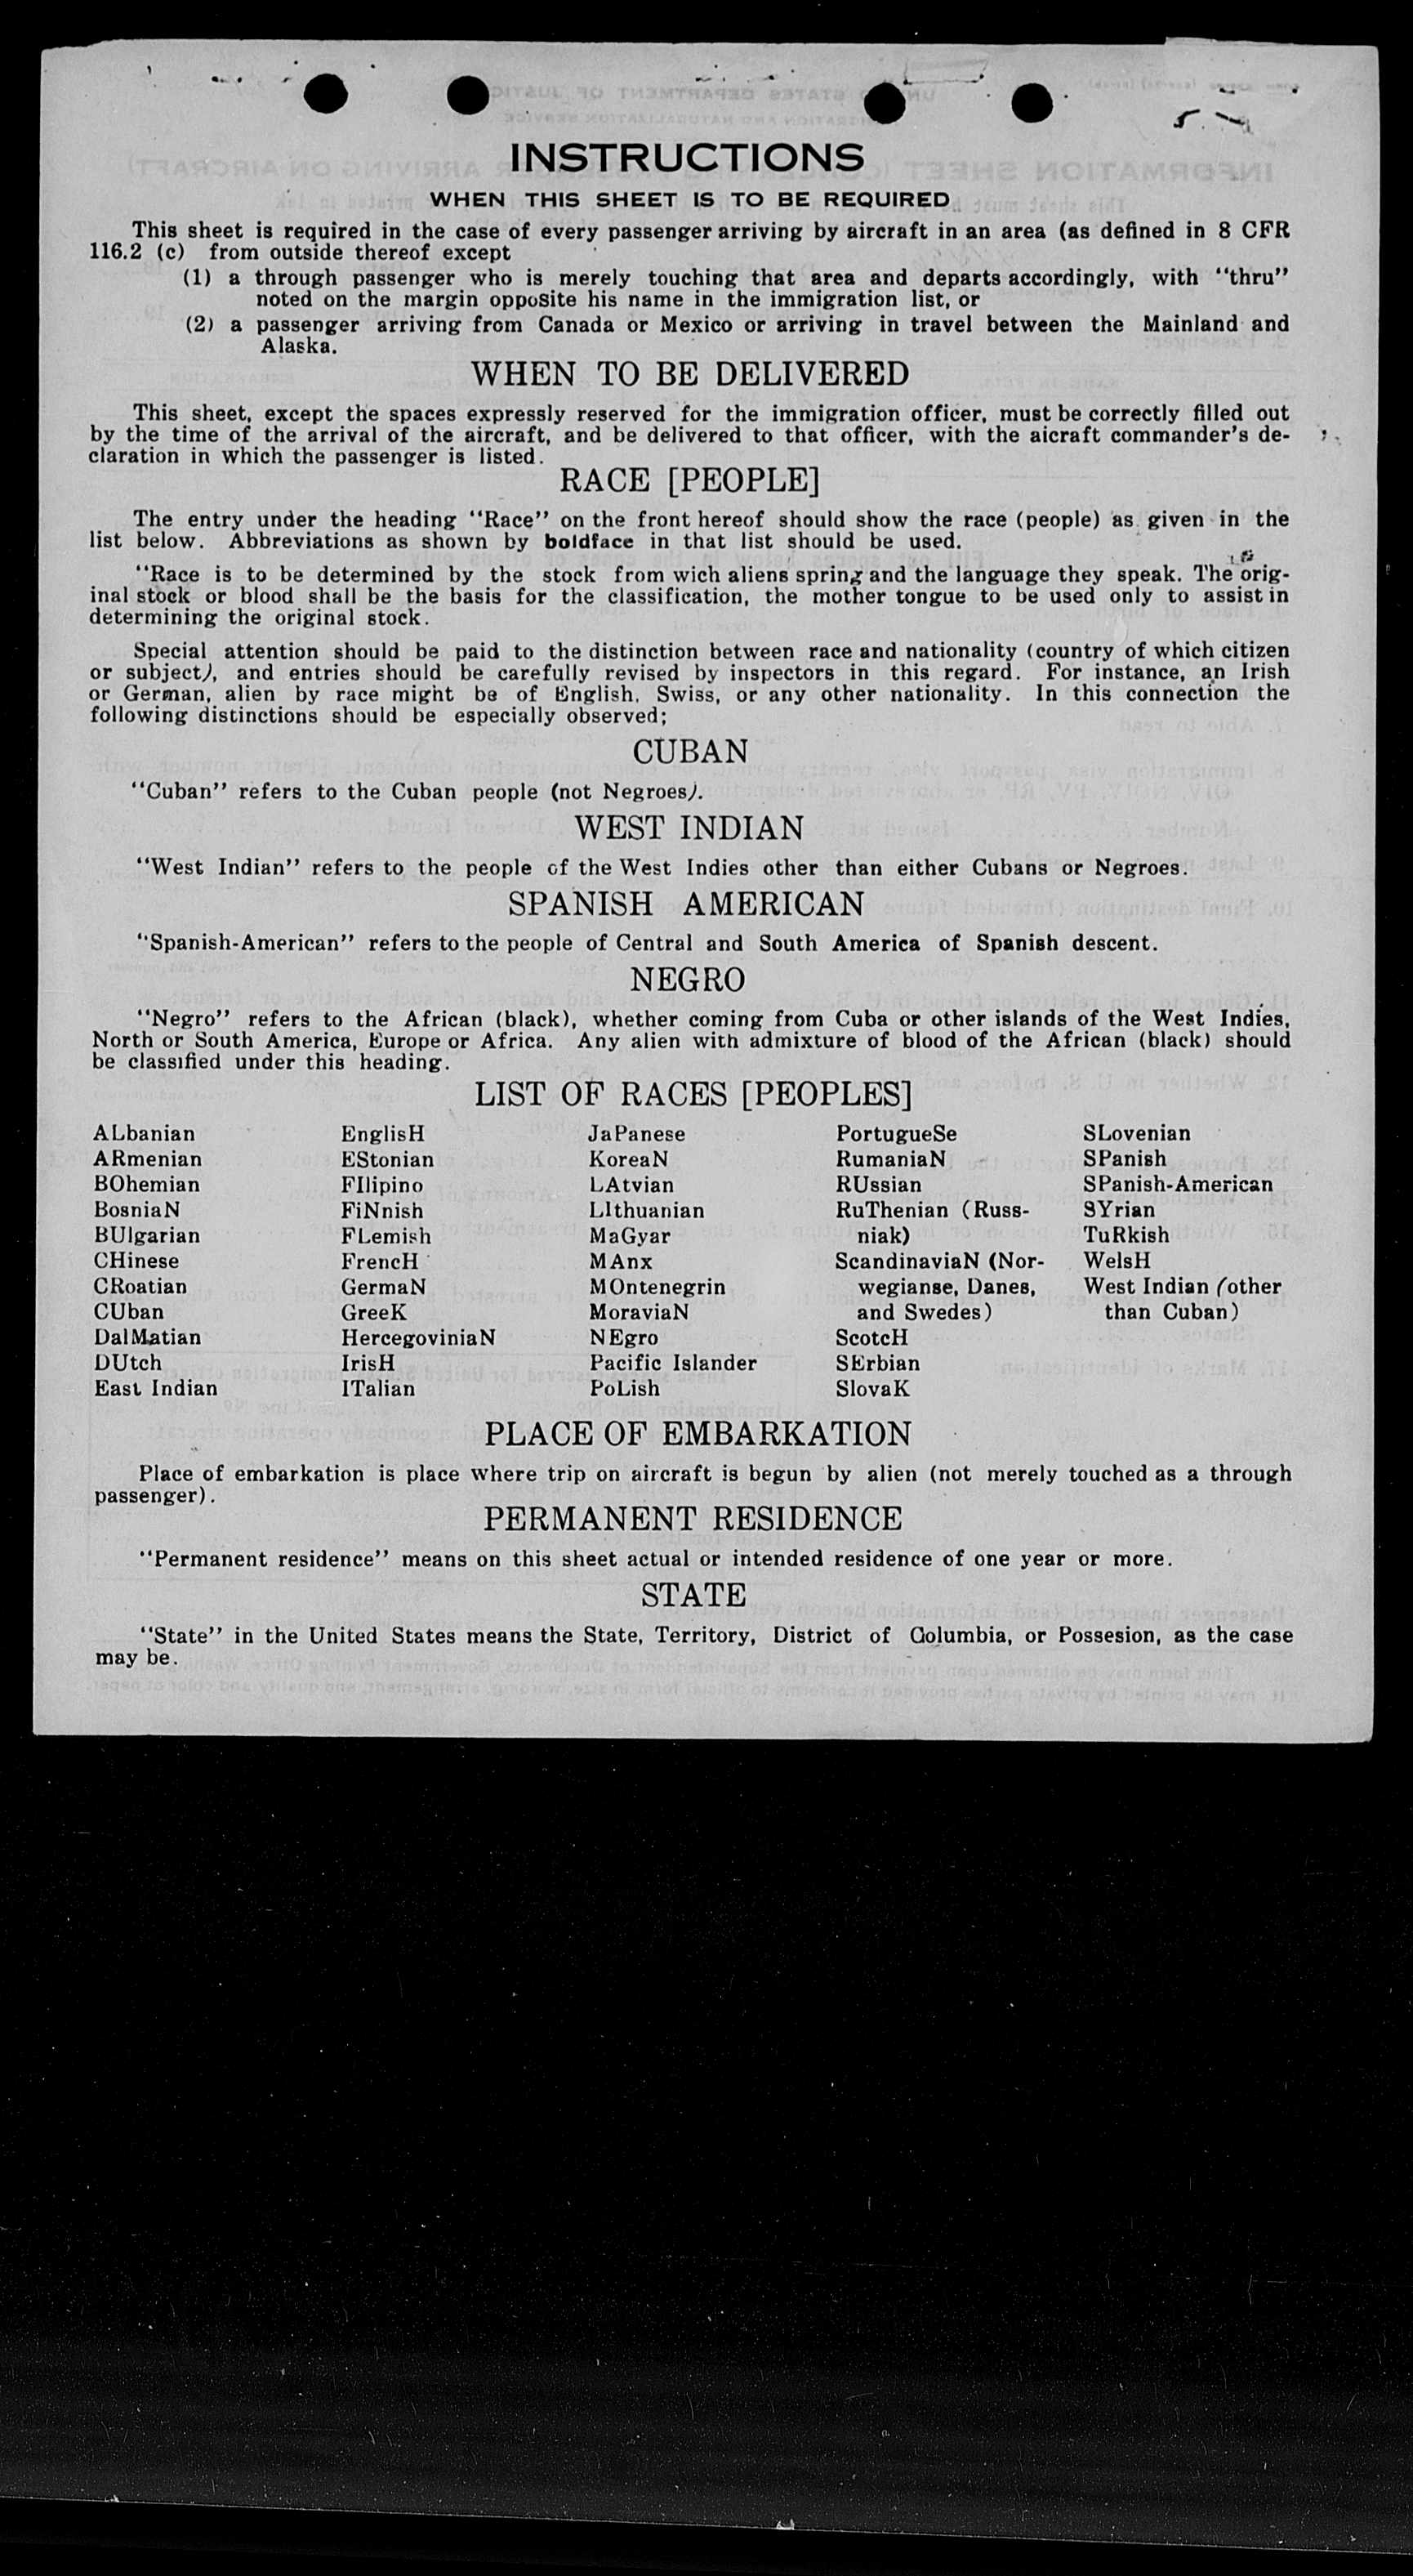 INSTRUCTIONS
WHEN THIS SHEET IS TO BE REQUIRED
This sheet is required in the case of every passenger arriving by aircraft in an area (as defined in 8 CFR
116.2 (c) from outside thereof except
(1) a through passenger who is merely touching that area and departs accordingly, with "thru"
noted on the margin opposite his name in the immigration list, or
(2) a passenger arriving from Canada or Mexico or arriving in travel between the Mainland and
Alaska.
WHEN TO BE DELIVERED
This sheet, except the spaces expressly reserved for the immigration officer, must be correctly filled out
by the time of the arrival of the aircraft, and be delivered to that officer, with the aicraft commander's de-
claration in which the passenger is listed.
RACE [PEOPLE]
The entry under the heading "Race" on the front hereof should show the race (people) as given in the
list below. Abbreviations as shown by boldface in that list should be used.
"Race is to be determined by the stock from wich aliens spring and the language they speak. The orig-
inal stock or blood shall be the basis for the classification, the mother tongue to be used only to assist in
determining the original stock.
Special attention should be paid to the distinction between race and nationality (country of which citizen
or subject), and entries should be carefully revised by inspectors in this regard. For instance, an Irish
or German, alien by race might be of English, Swiss, or any other nationality. In this connection the
following distinctions should be especially observed;
CUBAN
"Cuban" refers to the Cuban people (not Negroes).
WEST INDIAN
"West Indian" refers to the people of the West Indies other than either Cubans or Negroes.
SPANISH AMERICAN
"Spanish-American" refers to the people of Central and South America of Spanish descent.
NEGRO
"Negro" refers to the African (black), whether coming from Cuba or other islands of the West Indies,
North or South America, Europe or Africa. Any alien with admixture of blood of the African (black) should
be classified under this heading.
LIST OF RACES [PEOPLES]
ALbanian EnglisH JaPanese PortugueSe SLovenian
ARmenian EStonian KoreaN RumaniaN SPanish
BOhemian FIlipino LAtvian RUssian SPanish-American
BosniaN FiNnish LIthuanian RuThenian (Russ- SYrian
BUlgarian FLemish MaGyar niak) TuRkish
CHinese FrencH MAnx ScandinaviaN (Nor- WelsH
CRoatian GermaN MOntenegrin wegianse, Danes, West Indian (other
CUban GreeK MoraviaN and Swedes) than Cuban)
DalMatian HercegoviniaN NEgro ScotcH
DUtch IrisH Pacific Islander SErbian
East Indian ITalian PoLish SlovaK
PLACE OF EMBARKATION
Place of embarkation is place where trip on aircraft is begun by alien (not merely touched as a through
passenger).
PERMANENT RESIDENCE
"Permanent residence" means on this sheet actual or intended residence of one year or more.
STATE
"State" in the United States means the State, Territory, District of Columbia, or Possesion, as the case
may be.